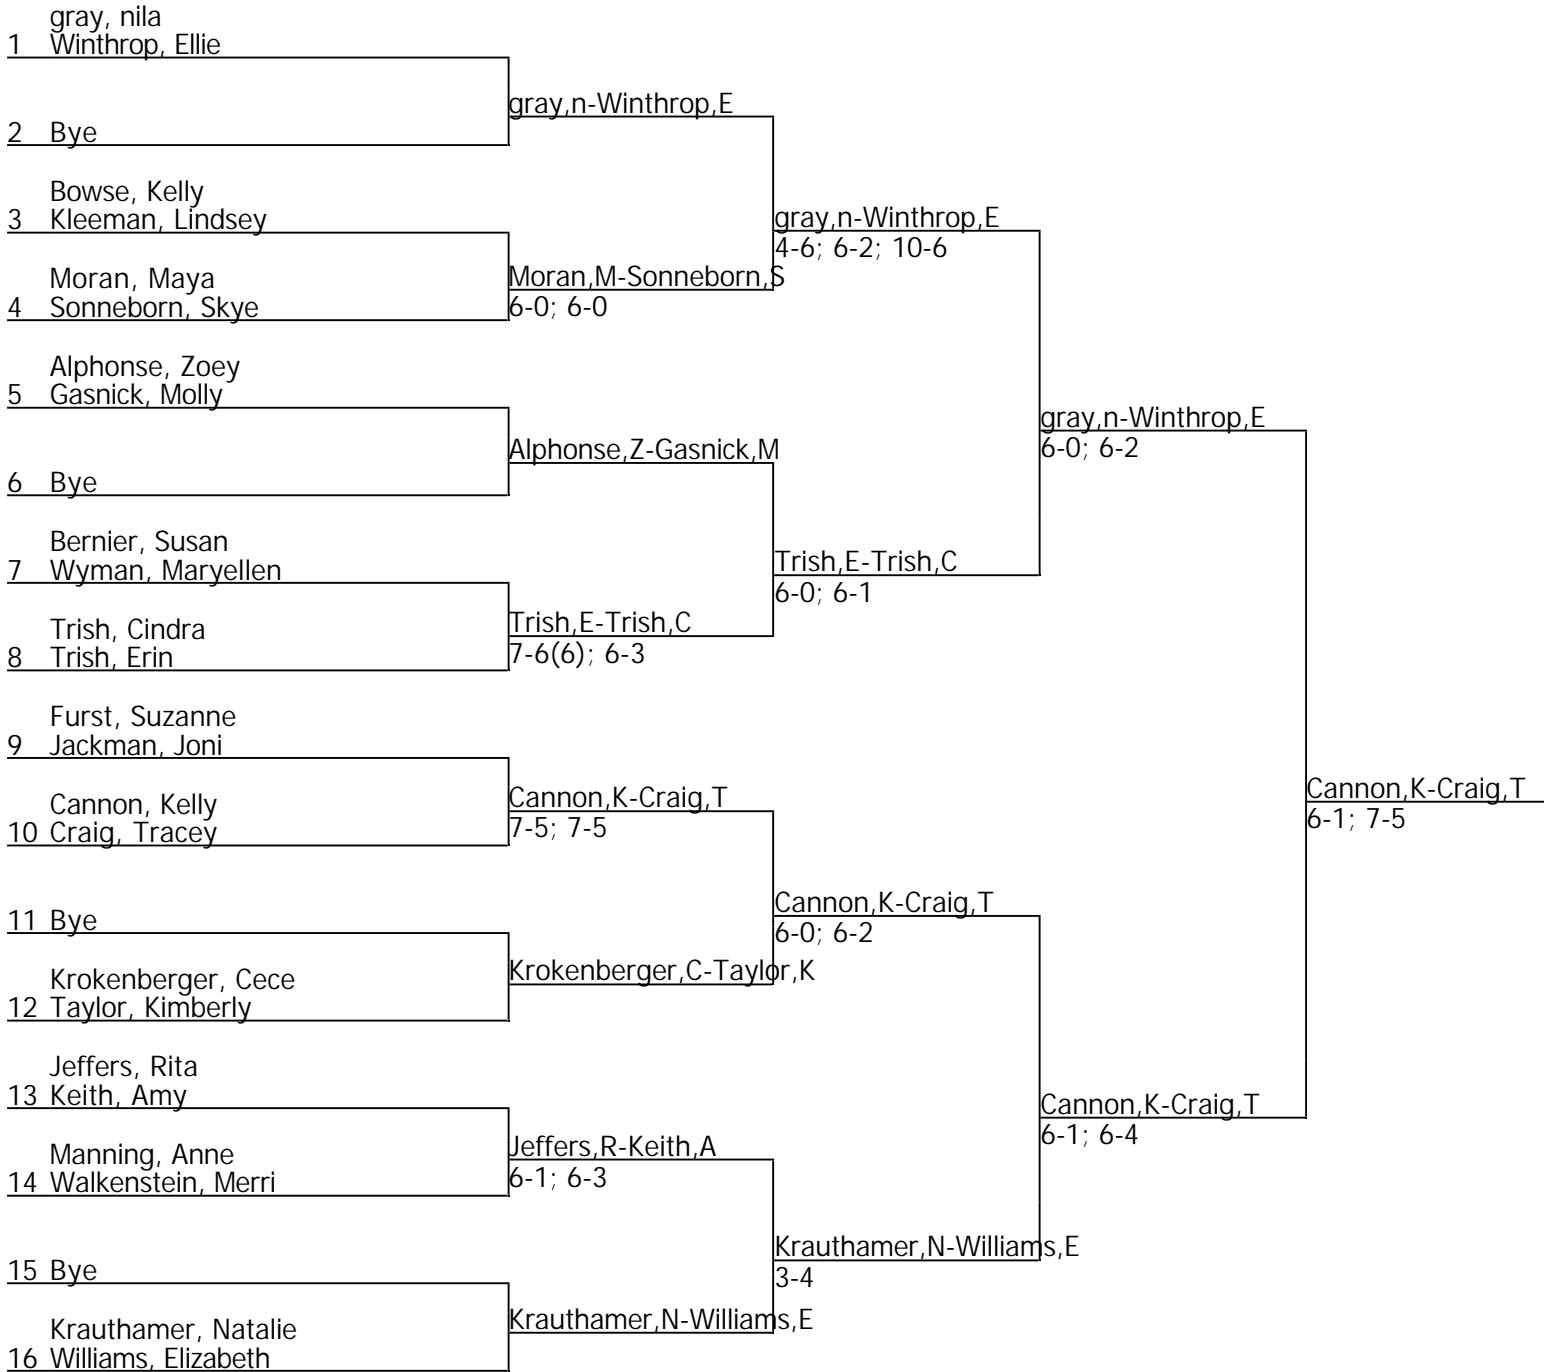 gray, nila
1 Winthrop, Ellie
gray,n-Winthrop,E
2 Bye
Bowse, Kelly
3 Kleeman, Lindsey
gray,n-Winthrop,E
4-6; 6-2; 10-6
Moran, Maya
4 Sonneborn, Skye
Moran,M-Sonneborn,S
6-0; 6-0
Alphonse, Zoey
5 Gasnick, Molly
gray,n-Winthrop,E
6-0; 6-2
Alphonse,Z-Gasnick,M
6 Bye
Bernier, Susan
7 Wyman, Maryellen
Trish,E-Trish,C
6-0; 6-1
Trish, Cindra
8 Trish, Erin
Trish,E-Trish,C
7-6(6); 6-3
Furst, Suzanne
9 Jackman, Joni
Cannon, Kelly
10 Craig, Tracey
Cannon,K-Craig,T
7-5; 7-5
Cannon,K-Craig,T
6-1; 7-5
11 Bye
Cannon,K-Craig,T
6-0; 6-2
Krokenberger, Cece
12 Taylor, Kimberly
Krokenberger,C-Taylor,K
Jeffers, Rita
13 Keith, Amy
Cannon,K-Craig,T
6-1; 6-4
Manning, Anne
14 Walkenstein, Merri
Jeffers,R-Keith,A
6-1; 6-3
15 Bye
Krauthamer,N-Williams,E
3-4
Krauthamer, Natalie
16 Williams, Elizabeth
Krauthamer,N-Williams,E